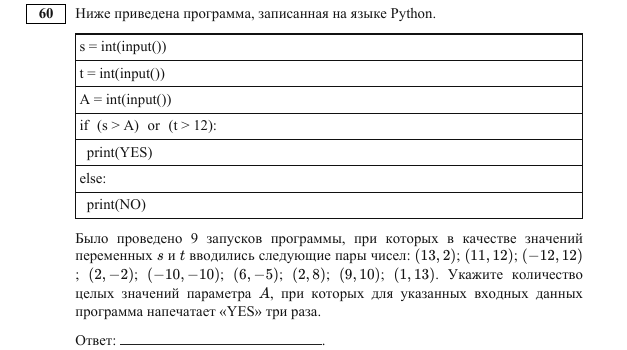 60 Ниже приведена программа, записанная на языке Python.
s = int(input())
t = int(input())
A = int(input())
if (s > A) or (t > 12):
print(YES)
else:
print(NO)
Было проведено 9 запусков программы, при которых в качестве значений
переменных s и t вводились следующие пары чисел: (13, 2); (11, 12); (−12, 12)
; (2, −2); (−10, −10); (6, −5); (2, 8); (9, 10); (1, 13). Укажите количество
целых значений параметра A, при которых для указанных входных данных
программа напечатает «YES» три раза.
Ответ: .